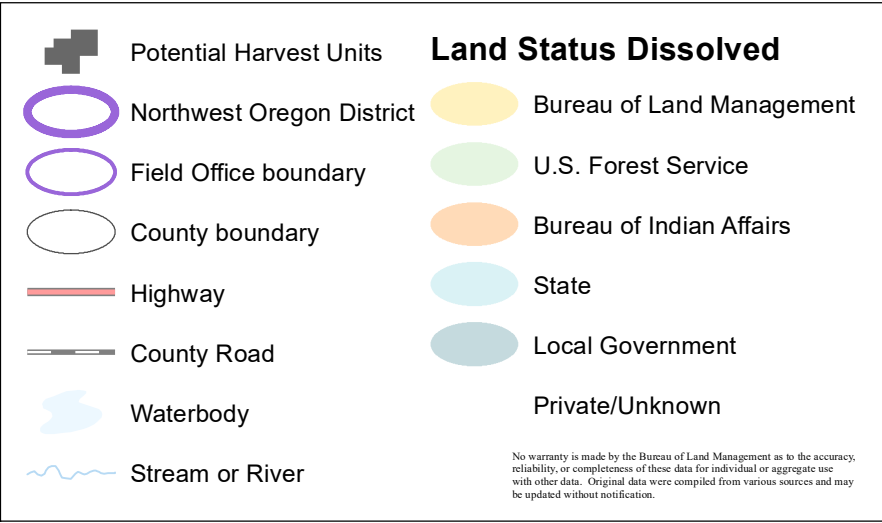 Potential Harvest Units
Northwest Oregon District
Field Office boundary
County boundary
Highway
County Road
Waterbody
Stream or River
Land Status Dissolved
Bureau of Land Management
U.S. Forest Service
Bureau of Indian Affairs
State
Local Government
Private/Unknown
No warranty is made by the Bureau of Land Management as to the accuracy,
reliability, or completeness of these data for individual or aggregate use
with other data. Original data were compiled from various sources and may
be updated without notification.